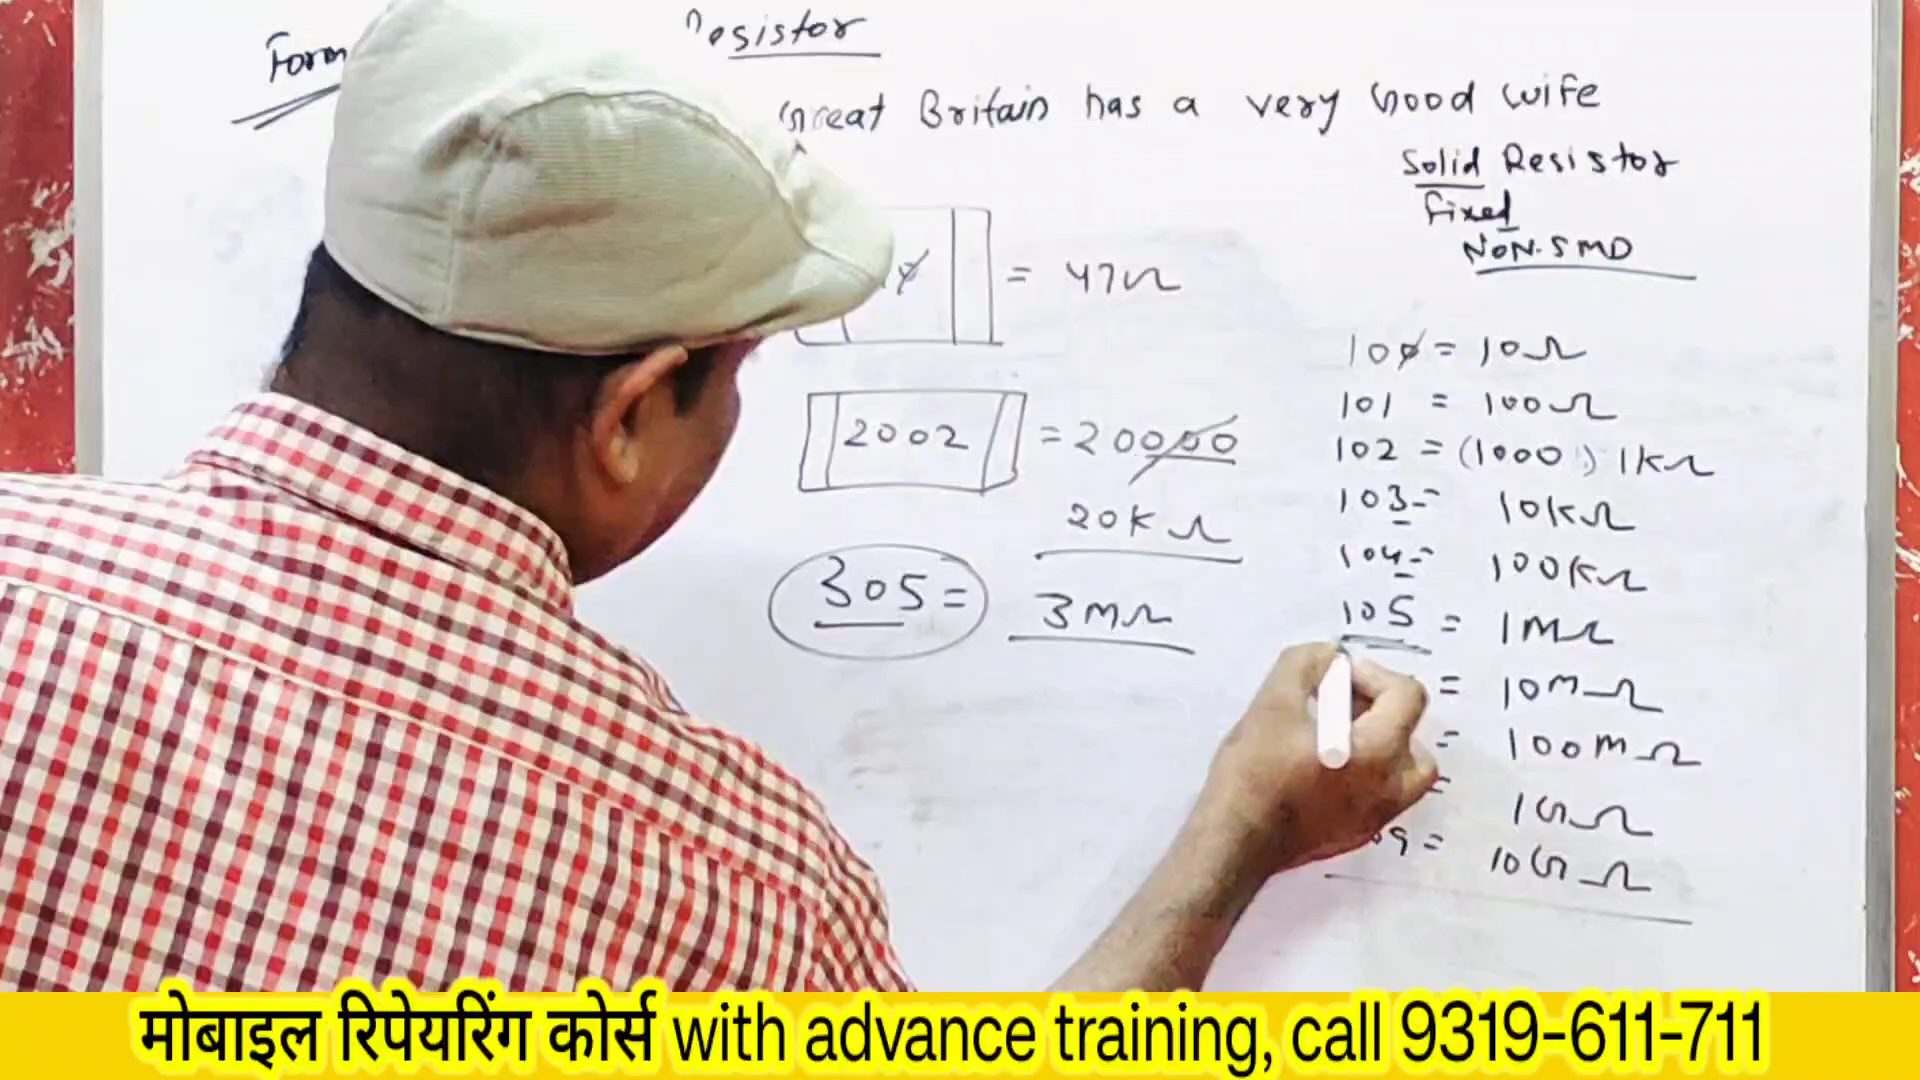 Resistor
Great Britain has a very Good wife
Solid Resistor
fixed
NON-SMD
= 47Ω
100 = 10Ω
101 = 100Ω
2002 = 20000
102 = (1000) 1KΩ
103 = 10KΩ
20KΩ
104 = 100KΩ
305 = 3MΩ
105 = 1MΩ
= 10MΩ
= 100MΩ
= 1GΩ
= 10GΩ
मोबाइल रिपेयरिंग कोर्स with advance training, call 9319-611-711